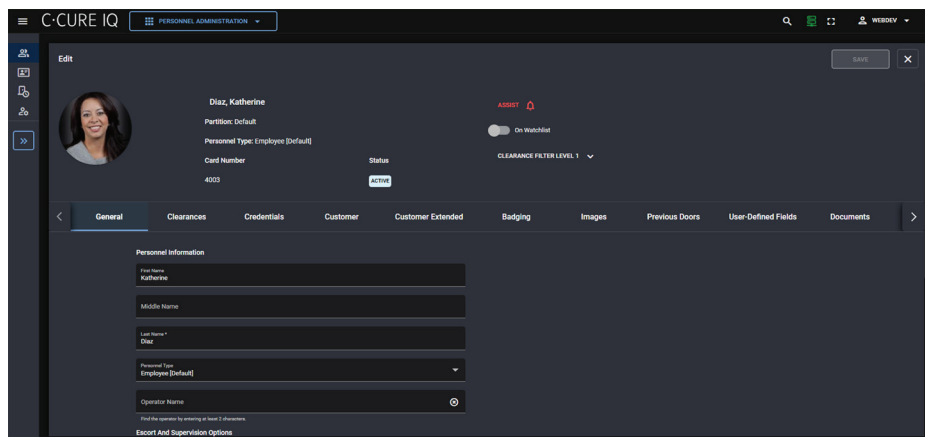 C•CURE IQ
PERSONNEL ADMINISTRATION
WEBDEV
Edit
SAVE
Diaz, Katherine
Partition: Default
Personnel Type: Employee [Default]
Card Number
Status
4003
ACTIVE
ASSIST
On Watchlist
CLEARANCE FILTER LEVEL 1
General
Clearances
Credentials
Customer
Customer Extended
Badging
Images
Previous Doors
User-Defined Fields
Documents
Personnel Information
First Name
Katherine
Middle Name
Last Name *
Diaz
Personnel Type
Employee [Default]
Operator Name
Find the operator by entering at least 2 characters.
Escort And Supervision Options